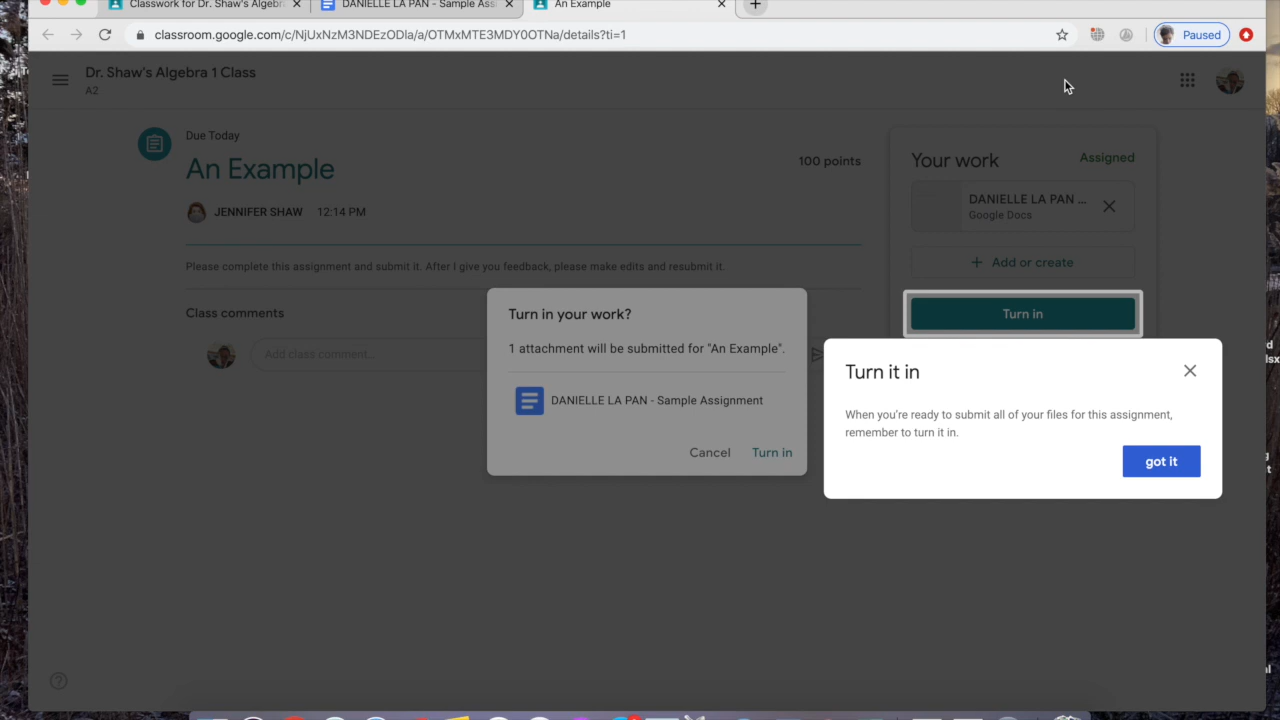 Classwork for Dr. Shaw's Algebr
DANIELLE LA PAN - Sample Assi
An Example
classroom.google.com/c/NjUxNzM3NDEzODla/a/OTMxMTE3MDY0OTNa/details?ti=1
Paused
Dr. Shaw's Algebra 1 Class
A2
Due Today
An Example
100 points
JENNIFER SHAW 12:14 PM
Please complete this assignment and submit it. After I give you feedback, please make edits and resubmit it.
Class comments
Add class comment...
Your work
Assigned
DANIELLE LA PAN ...
Google Docs
+ Add or create
Turn in
Turn in your work?
1 attachment will be submitted for "An Example".
DANIELLE LA PAN - Sample Assignment
Cancel Turn in
Turn it in
When you're ready to submit all of your files for this assignment,
remember to turn it in.
got it